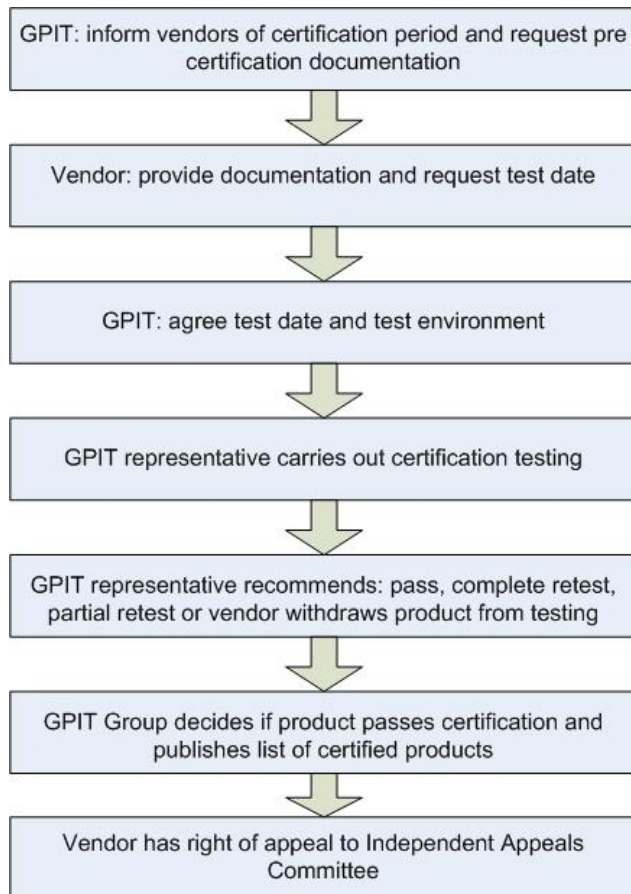 GPIT: inform vendors of certification period and request pre
certification documentation
Vendor: provide documentation and request test date
GPIT: agree test date and test environment
GPIT representative carries out certification testing
GPIT representative recommends: pass, complete retest,
partial retest or vendor withdraws product from testing
GPIT Group decides if product passes certification and
publishes list of certified products
Vendor has right of appeal to Independent Appeals
Committee